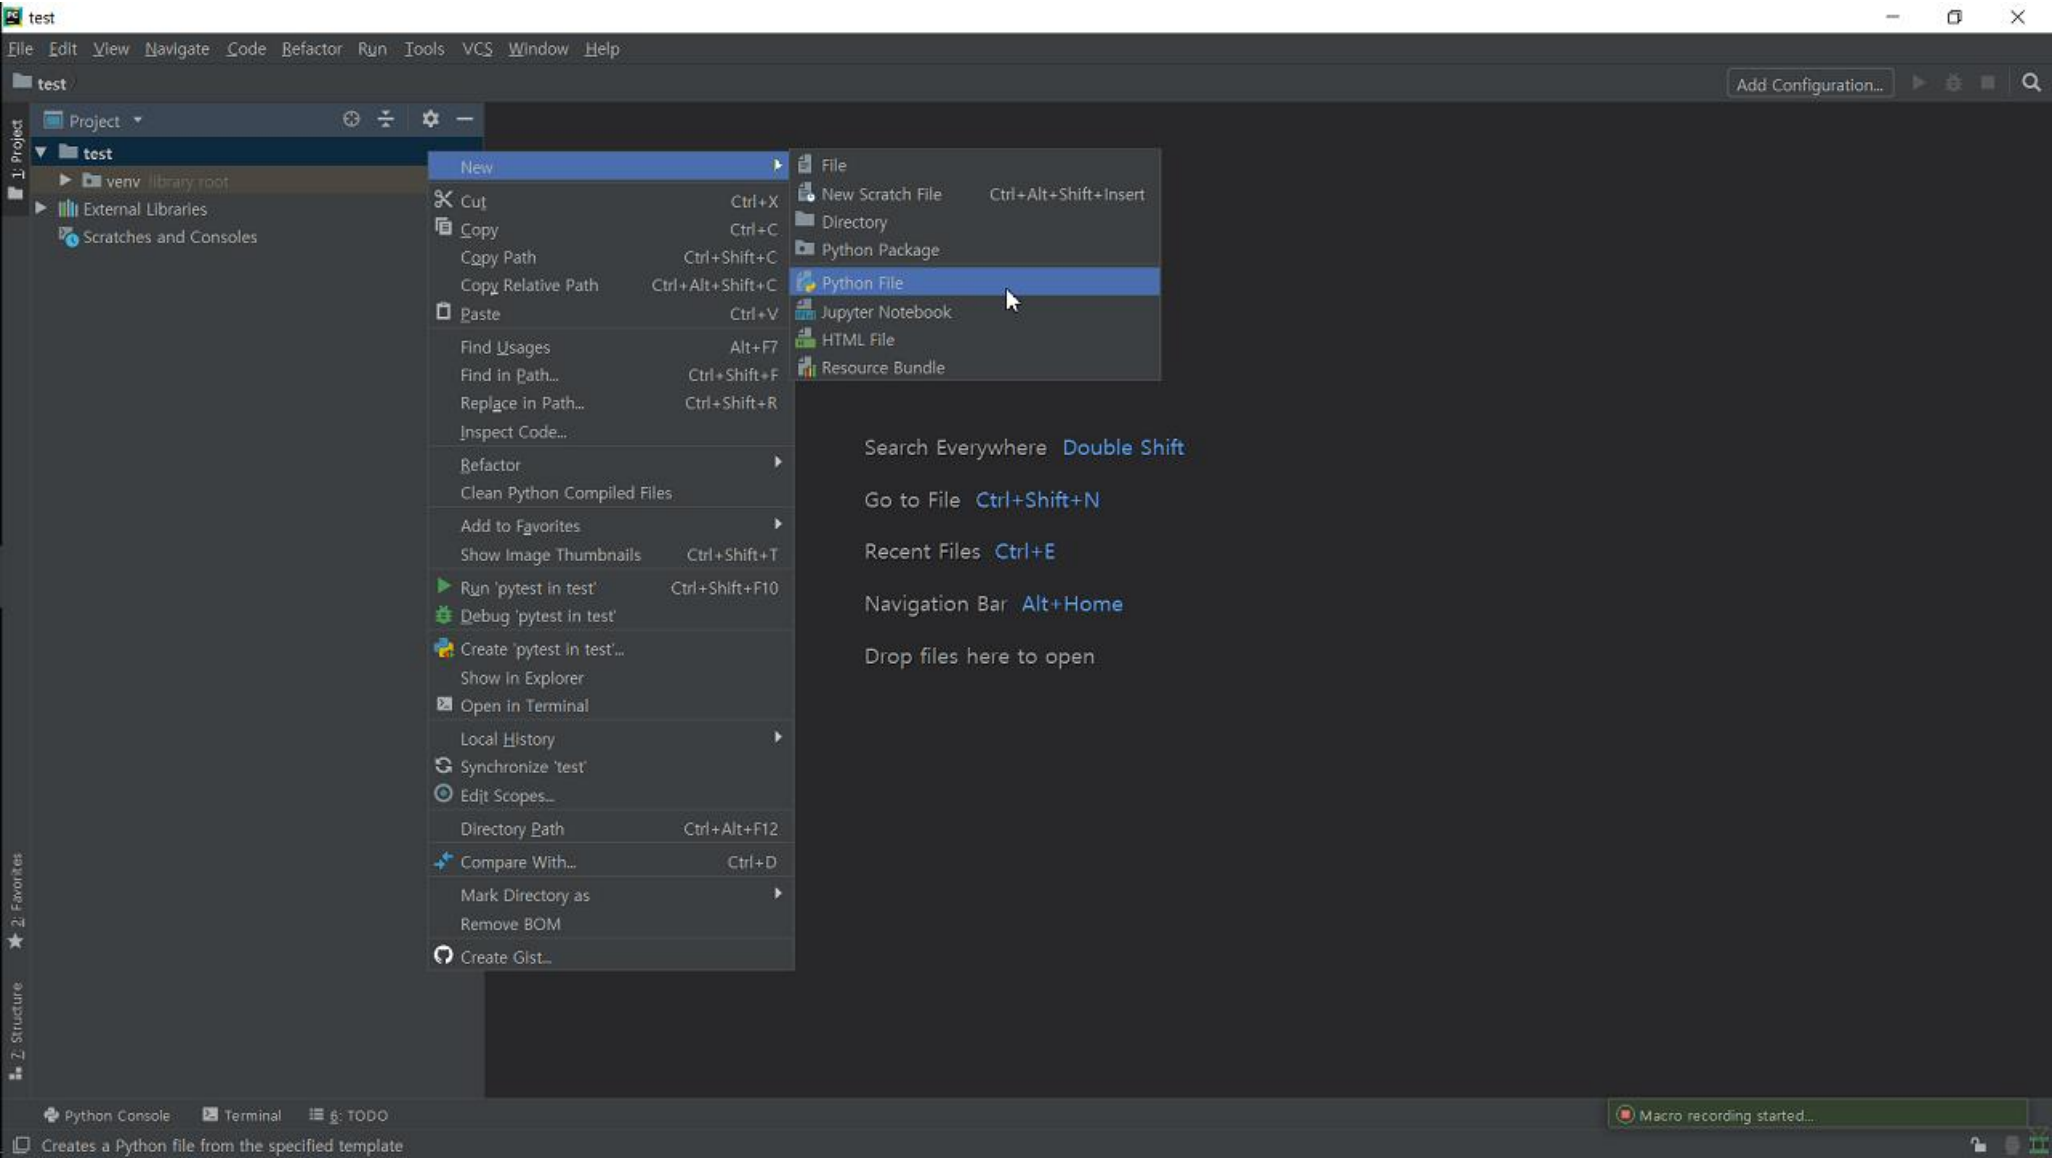 test
File Edit View Navigate Code Refactor Run Tools VCS Window Help
test
Add Configuration...
Project
1: Project
test
venv library root
External Libraries
Scratches and Consoles
New
Cut Ctrl+X
Copy Ctrl+C
Copy Path Ctrl+Shift+C
Copy Relative Path Ctrl+Alt+Shift+C
Paste Ctrl+V
Find Usages Alt+F7
Find in Path... Ctrl+Shift+F
Replace in Path... Ctrl+Shift+R
Inspect Code...
Refactor
Clean Python Compiled Files
Add to Favorites
Show Image Thumbnails Ctrl+Shift+T
Run 'pytest in test' Ctrl+Shift+F10
Debug 'pytest in test'
Create 'pytest in test'...
Show in Explorer
Open in Terminal
Local History
Synchronize 'test'
Edit Scopes...
Directory Path Ctrl+Alt+F12
Compare With... Ctrl+D
Mark Directory as
Remove BOM
Create Gist...
File
New Scratch File Ctrl+Alt+Shift+Insert
Directory
Python Package
Python File
Jupyter Notebook
HTML File
Resource Bundle
Search Everywhere Double Shift
Go to File Ctrl+Shift+N
Recent Files Ctrl+E
Navigation Bar Alt+Home
Drop files here to open
2: Favorites
7: Structure
Python Console Terminal 6: TODO
Macro recording started...
Creates a Python file from the specified template